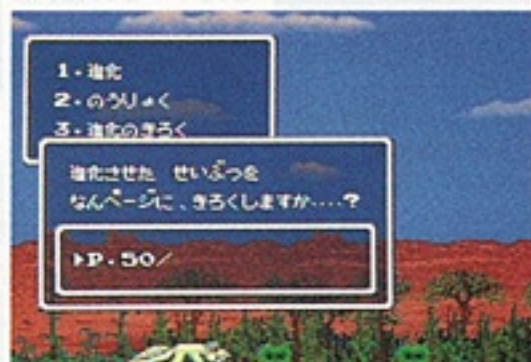 1・進化
2・のうりょく
3・進化のきろく
進化させた せいぶつを
なんページに、きろくしますか‥‥?
▶P・50/